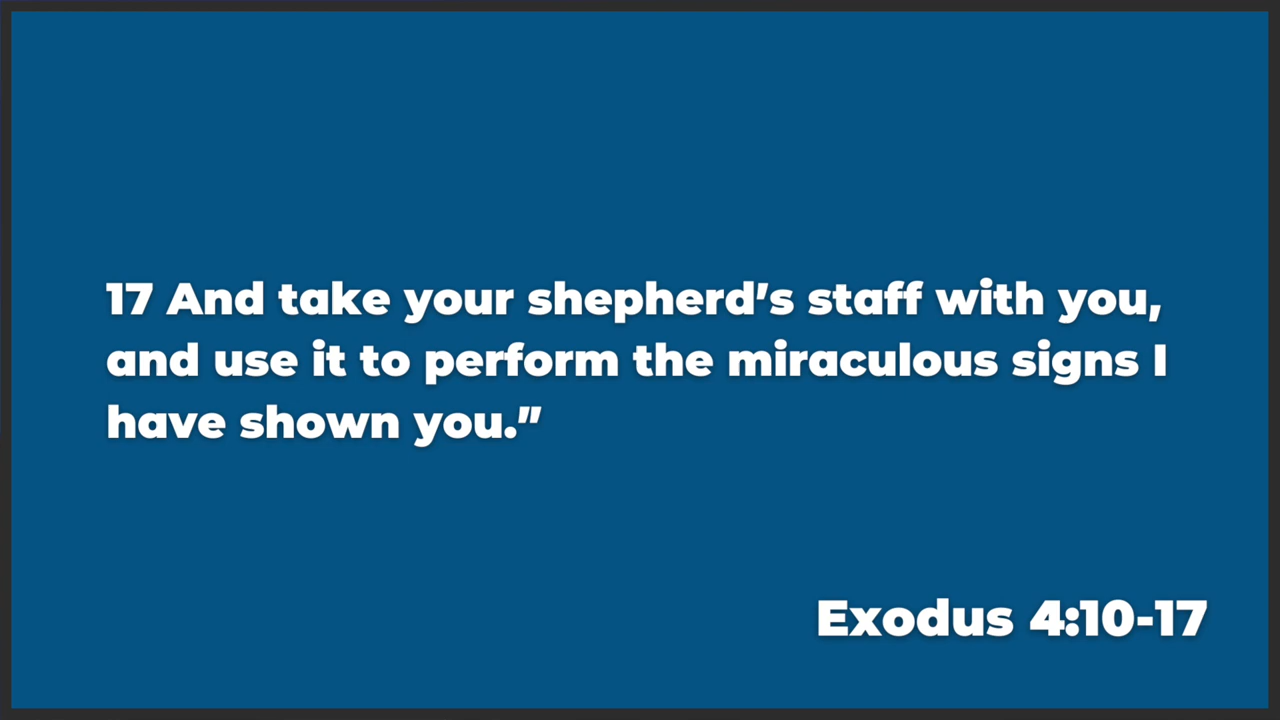 17 And take your shepherd’s staff with you,
and use it to perform the miraculous signs I
have shown you.”
Exodus 4:10-17